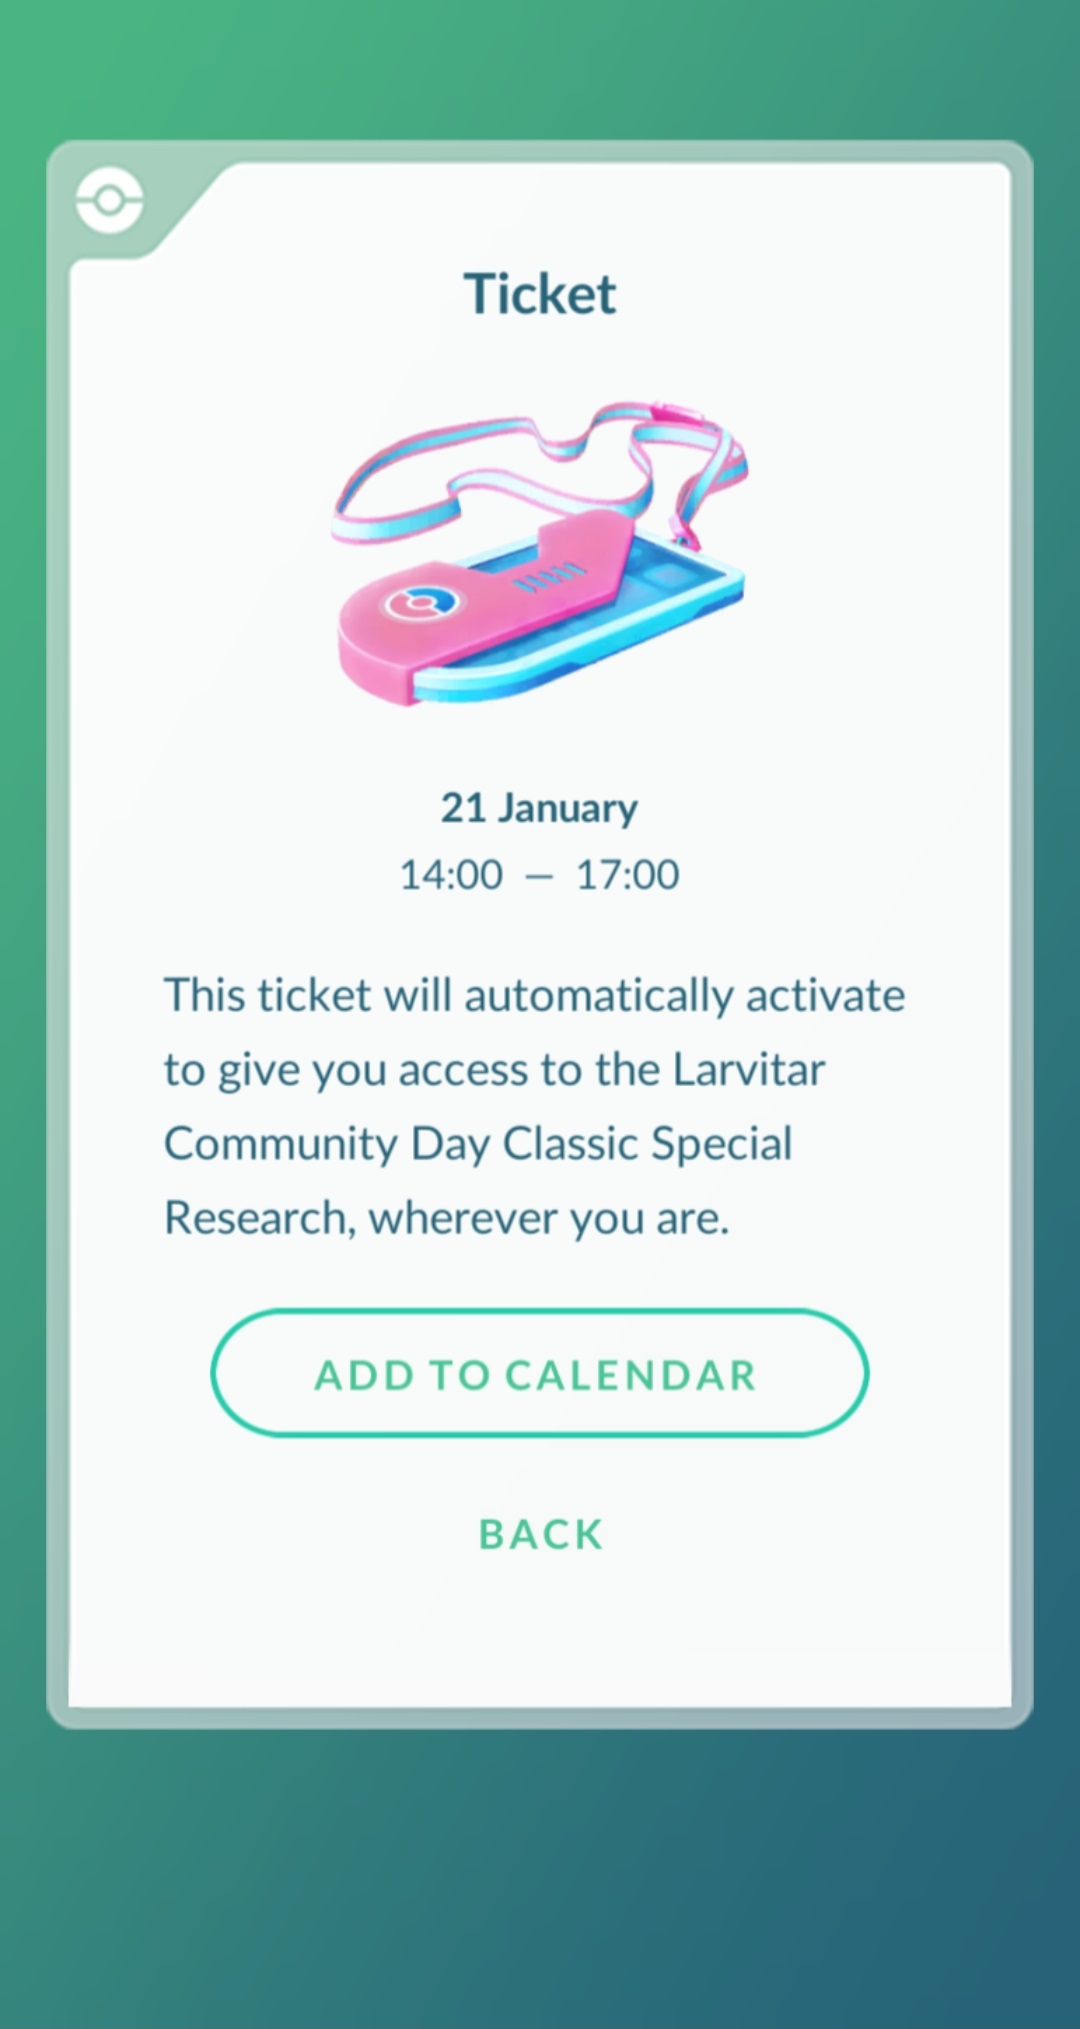 Ticket
21 January
14:00 — 17:00
This ticket will automatically activate
to give you access to the Larvitar
Community Day Classic Special
Research, wherever you are.
ADD TO CALENDAR
BACK